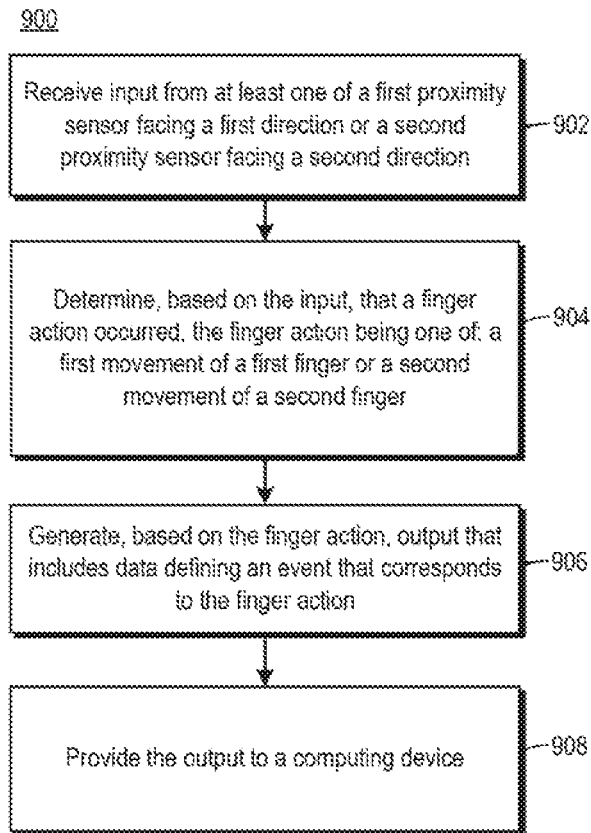 900
Receive input from at least one of a first proximity
sensor facing a first direction or a second
proximity sensor facing a second direction
902
Determine, based on the input, that a finger
action occurred, the finger action being one of: a
first movement of a first finger or a second
movement of a second finger
904
Generate, based on the finger action, output that
includes data defining an event that corresponds
to the finger action
906
Provide the output to a computing device
908